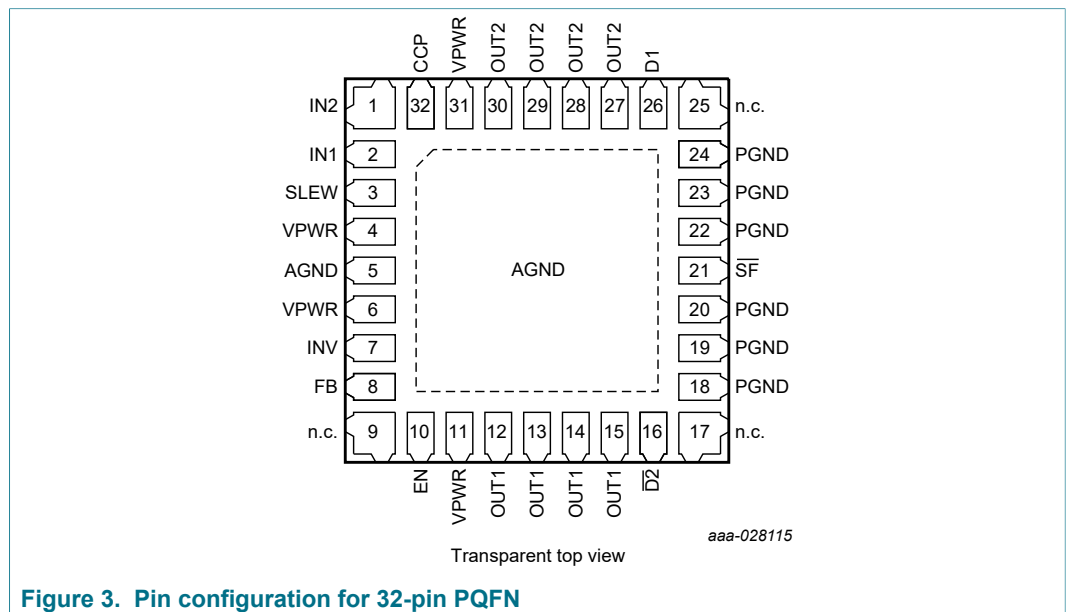 CCP VPWR OUT2 OUT2 OUT2 OUT2 D1
IN2 1 32 31 30 29 28 27 26 25 n.c.
IN1 2 24 PGND
SLEW 3 23 PGND
VPWR 4 22 PGND
AGND 5 AGND 21 S̅F̅
VPWR 6 20 PGND
INV 7 19 PGND
FB 8 18 PGND
n.c. 9 10 11 12 13 14 15 16 17 n.c.
EN VPWR OUT1 OUT1 OUT1 OUT1 D̅2̅
aaa-028115
Transparent top view
Figure 3. Pin configuration for 32-pin PQFN